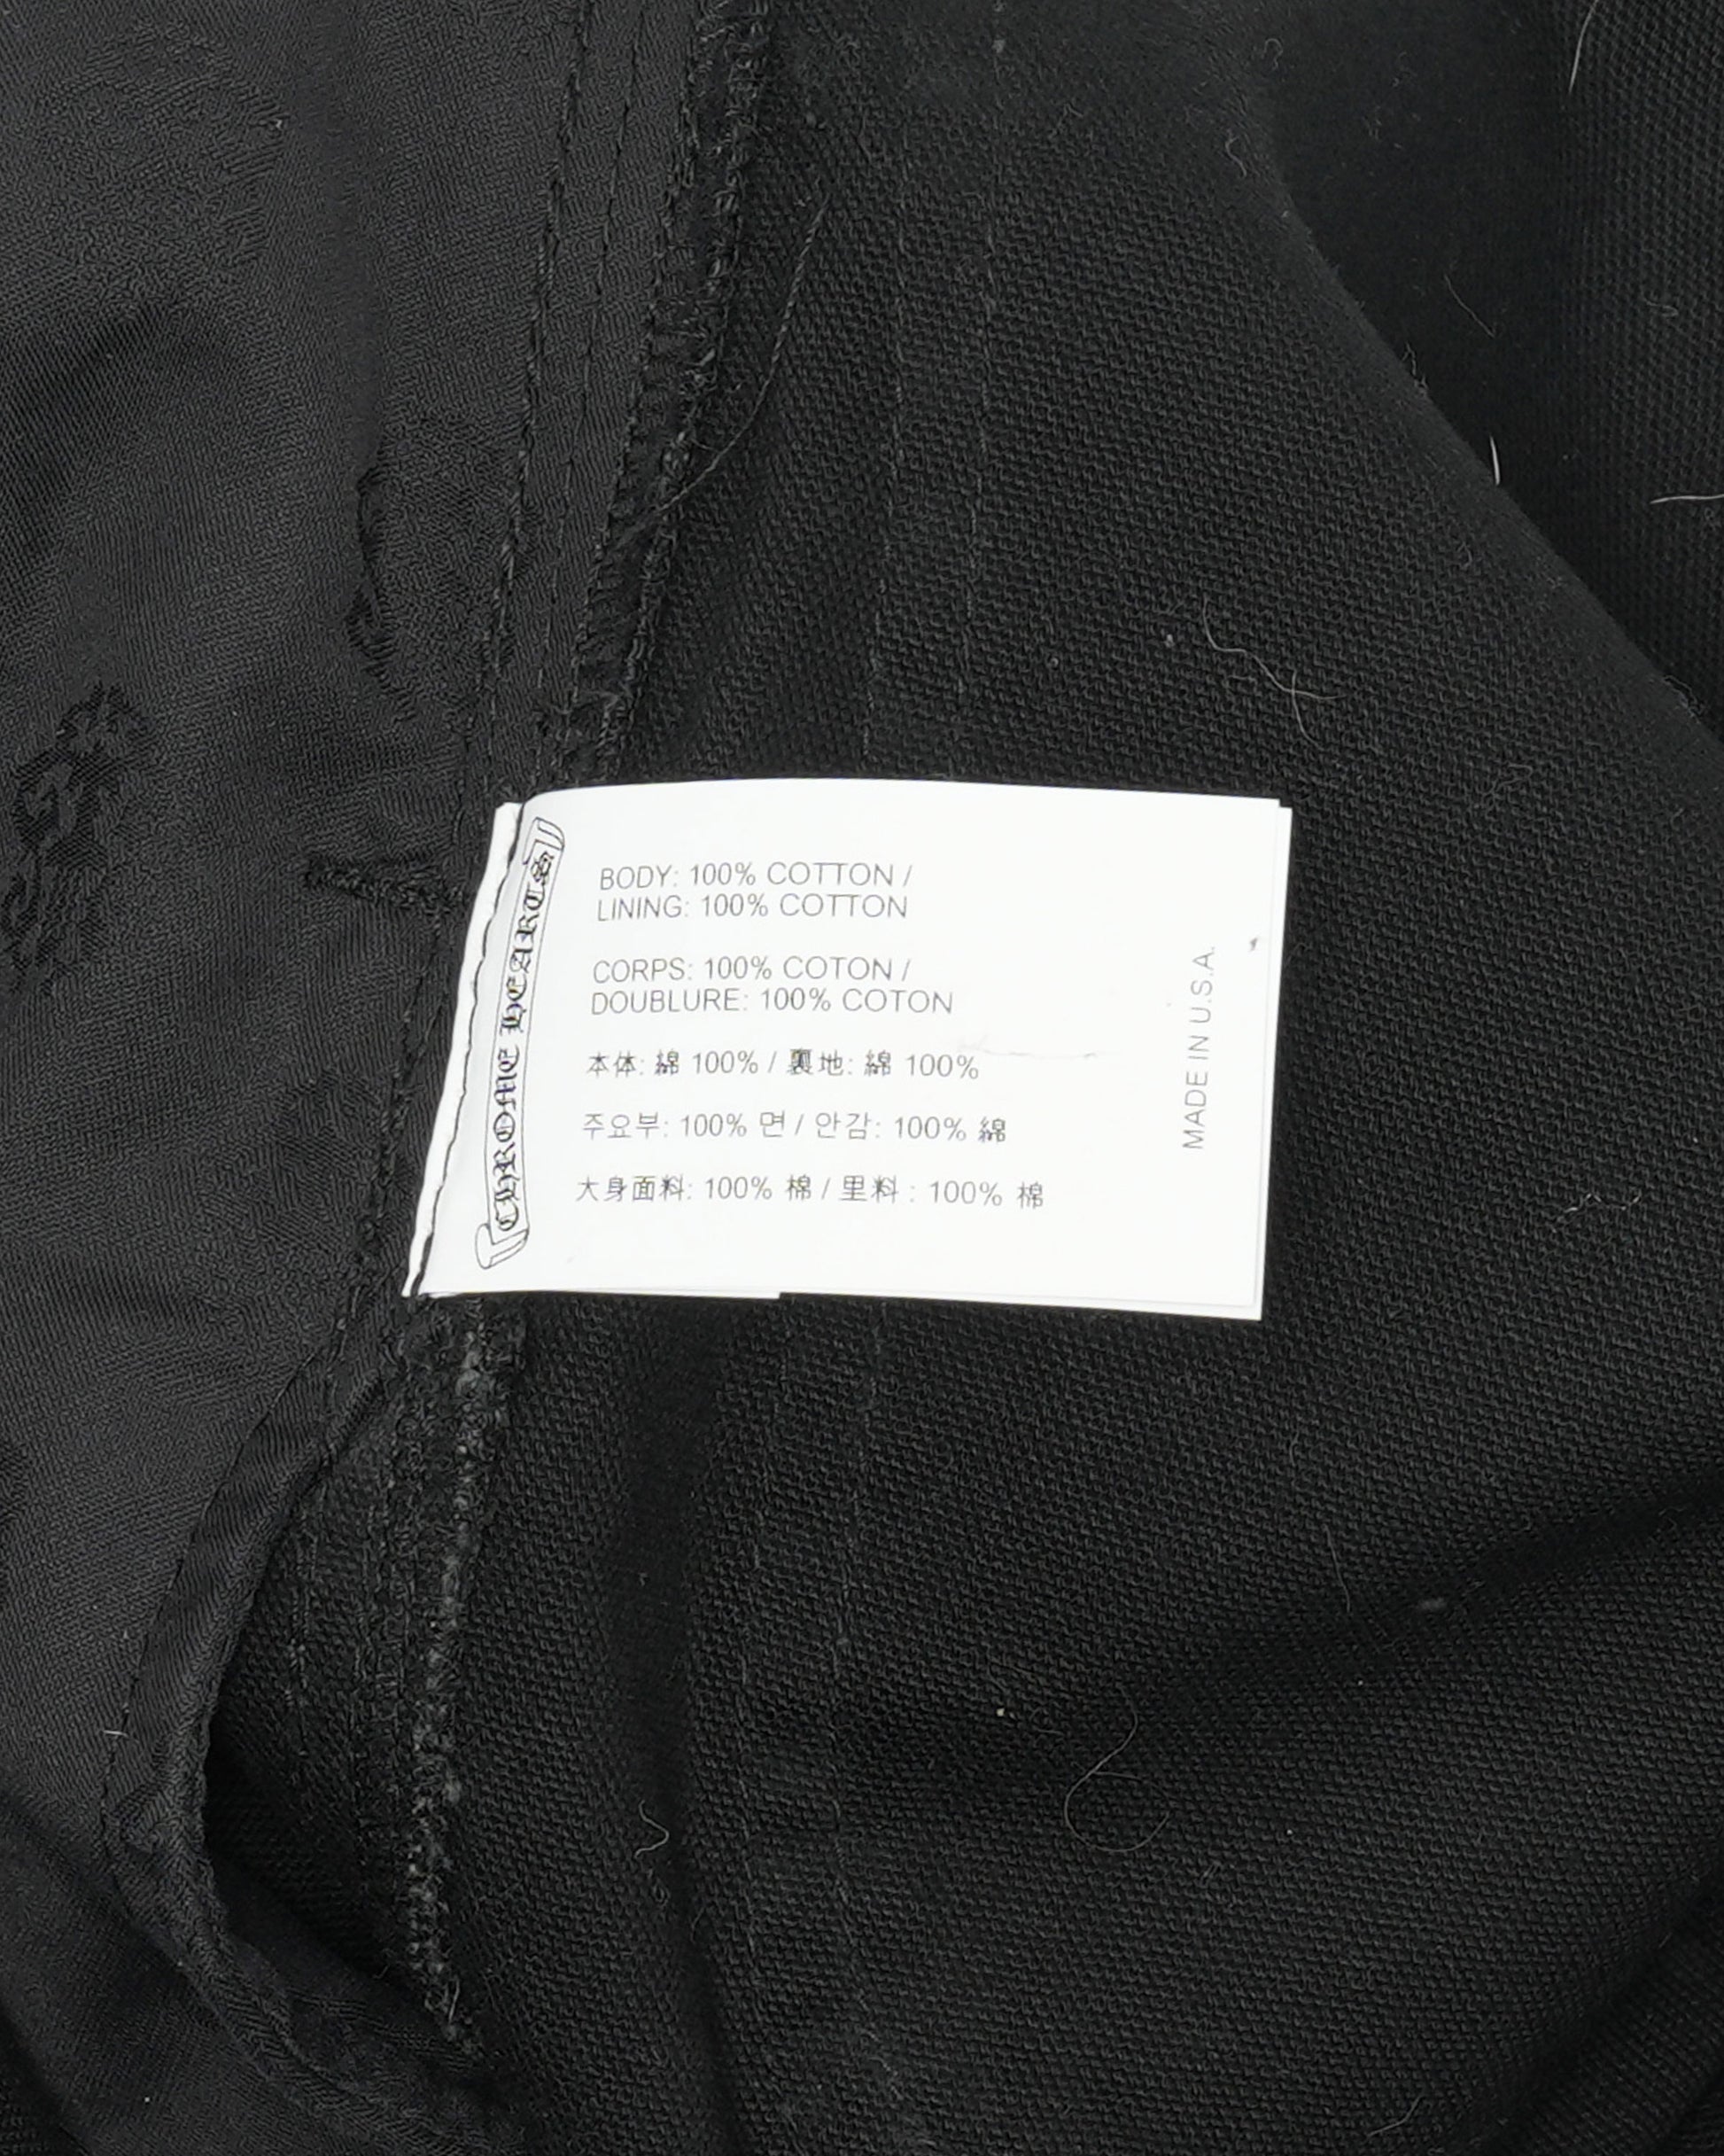 CHROME HEARTS
BODY: 100% COTTON /
LINING: 100% COTTON
CORPS: 100% COTON /
DOUBLURE: 100% COTON
本体: 綿 100% / 裏地: 綿 100%
주요부: 100% 면 / 안감: 100% 綿
大身面料: 100% 棉 / 里料 : 100% 棉
MADE IN U.S.A.